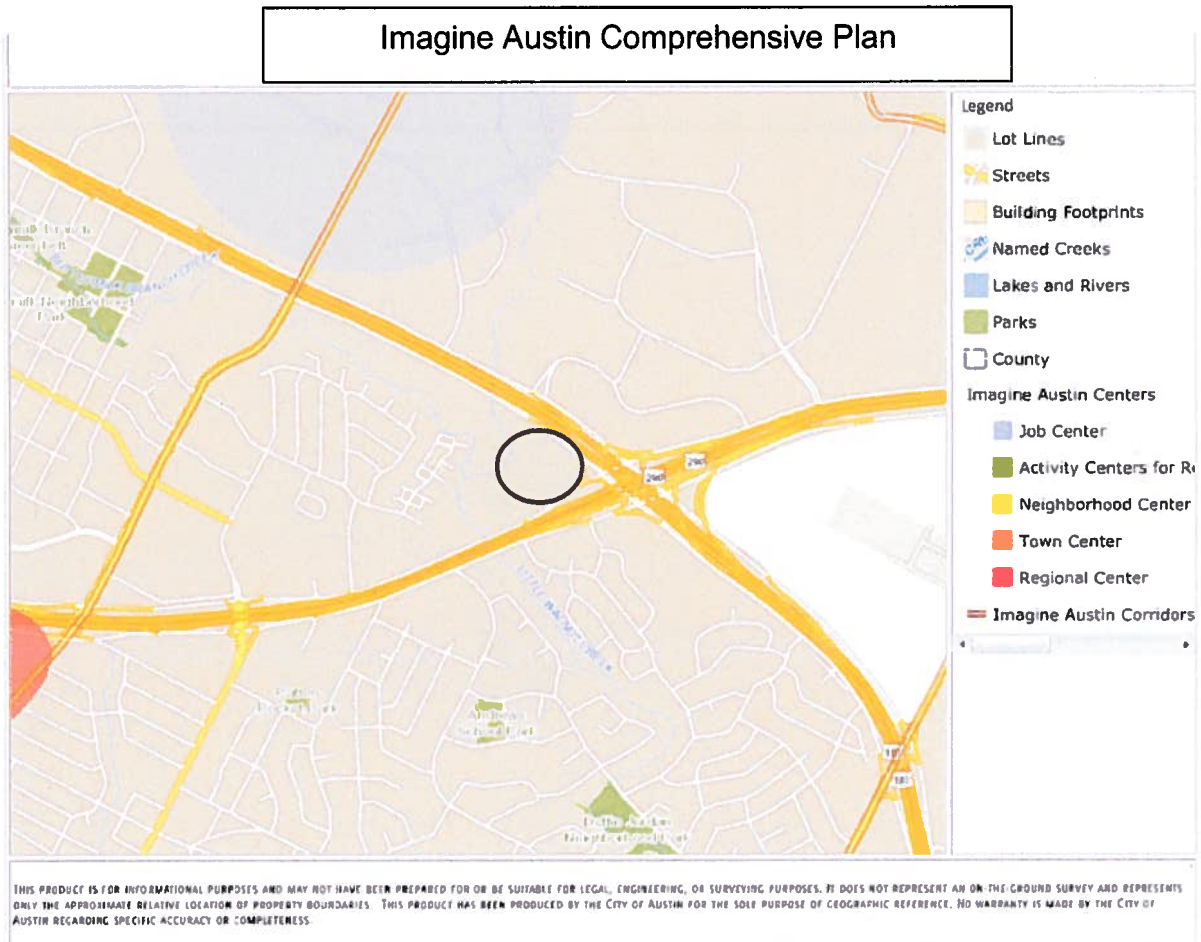 Imagine Austin Comprehensive Plan
Legend
Lot Lines
Streets
Building Footprints
Named Creeks
Lakes and Rivers
Parks
County
Imagine Austin Centers
Job Center
Activity Centers for R
Neighborhood Center
Town Center
Regional Center
Imagine Austin Corridors
290
290
LITTLE WALNUT CREEK
183
THIS PRODUCT IS FOR INFORMATIONAL PURPOSES AND MAY NOT HAVE BEEN PREPARED FOR OR BE SUITABLE FOR LEGAL, ENGINEERING, OR SURVEYING PURPOSES. IT DOES NOT REPRESENT AN ON-THE-GROUND SURVEY AND REPRESENTS
ONLY THE APPROXIMATE RELATIVE LOCATION OF PROPERTY BOUNDARIES. THIS PRODUCT HAS BEEN PRODUCED BY THE CITY OF AUSTIN FOR THE SOLE PURPOSE OF GEOGRAPHIC REFERENCE. NO WARRANTY IS MADE BY THE CITY OF
AUSTIN REGARDING SPECIFIC ACCURACY OR COMPLETENESS.